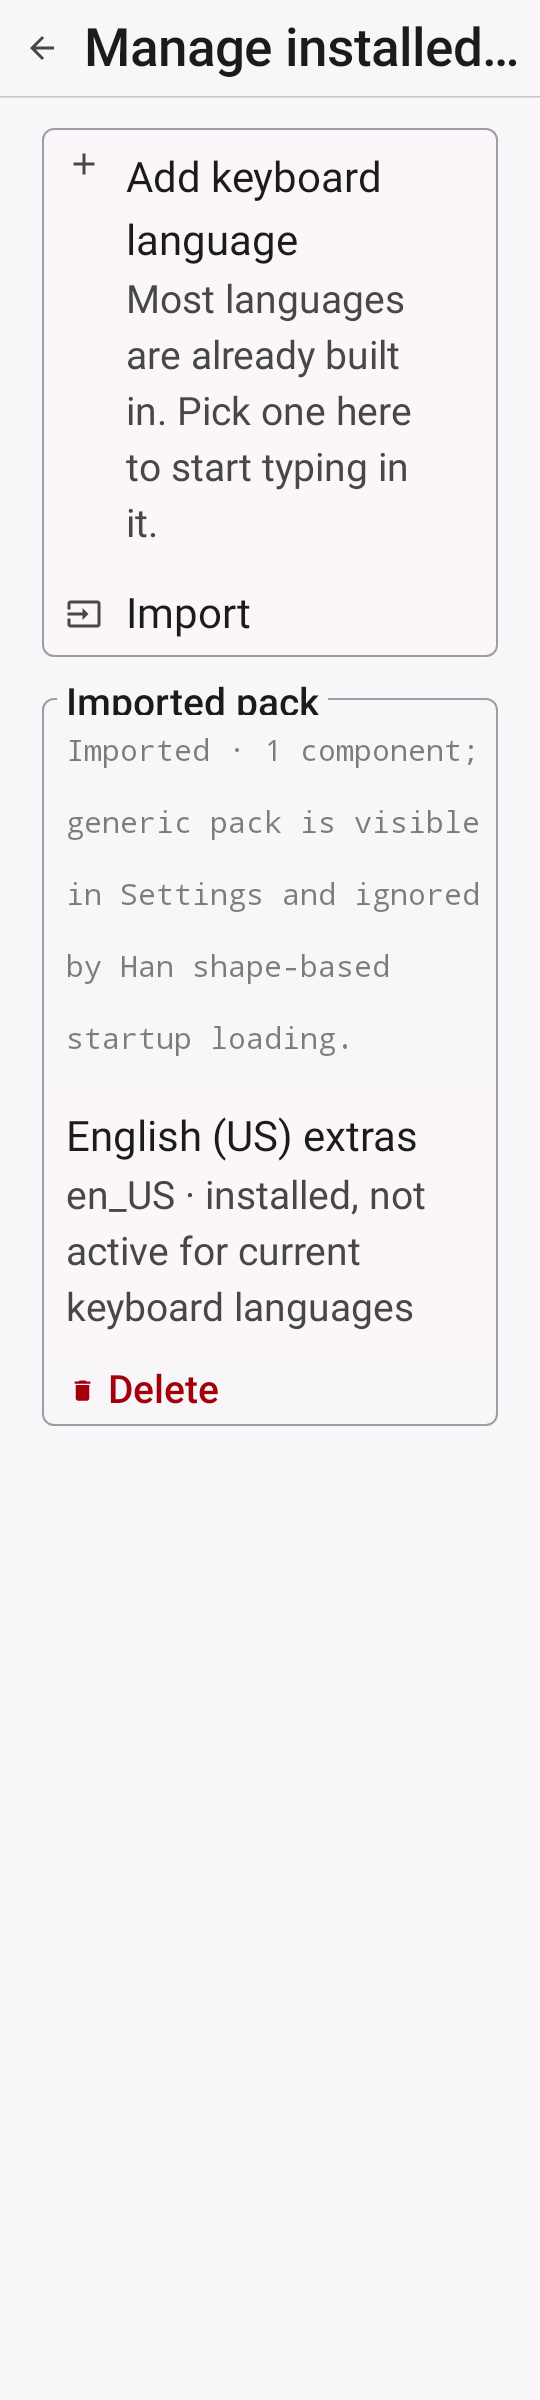 Manage installed…
Add keyboard
language
Most languages
are already built
in. Pick one here
to start typing in
it.
Import
Imported pack
Imported · 1 component;
generic pack is visible
in Settings and ignored
by Han shape-based
startup loading.
English (US) extras
en_US · installed, not
active for current
keyboard languages
Delete